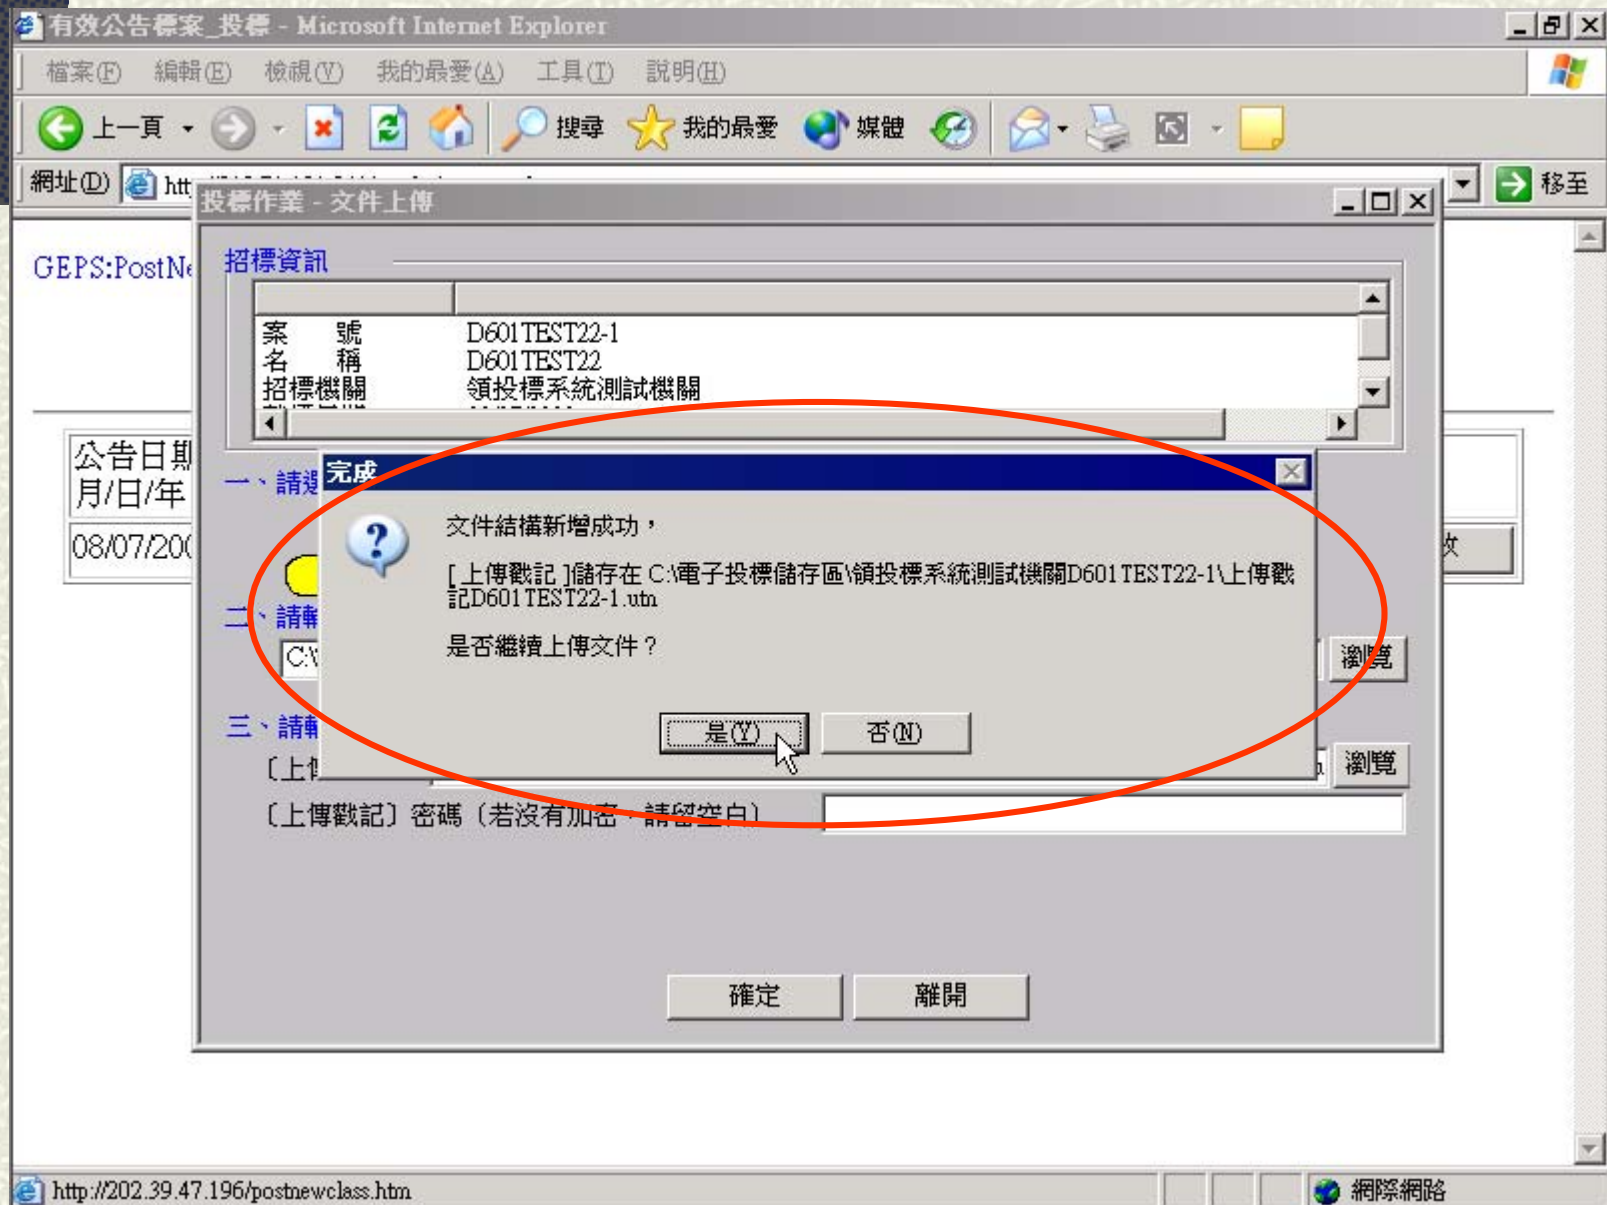 有效公告標案_投標 - Microsoft Internet Explorer
檔案(F) 編輯(E) 檢視(V) 我的最愛(A) 工具(T) 說明(H)
上一頁 搜尋 我的最愛 媒體
網址(D) htt 移至
投標作業 - 文件上傳
GEPS:PostNe
招標資訊
案 號 D601TEST22-1
名 稱 D601TEST22
招標機關 領投標系統測試機關
公告日期
月/日/年
08/07/200
一、請選
完成
文件結構新增成功，
[ 上傳戳記 ]儲存在 C:\電子投標儲存區\領投標系統測試機關D601TEST22-1\上傳戳
記D601TEST22-1.utn
是否繼續上傳文件？
是(Y) 否(N)
二、請輸
C:\ 瀏覽
三、請輸
〔上傳 瀏覽
〔上傳戳記〕密碼〔若沒有加密，請留空白〕
確定 離開
http://202.39.47.196/postnewclass.htm 網際網路